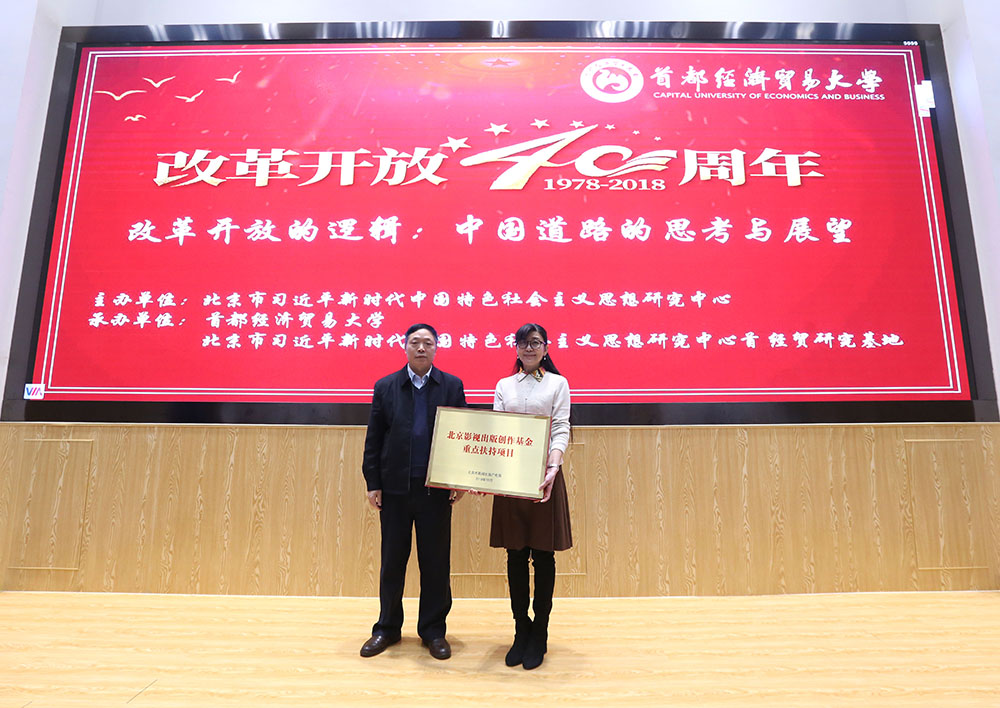 首都经济贸易大学
CAPITAL UNIVERSITY OF ECONOMICS AND BUSINESS
改革开放40周年
1978-2018
改革开放的逻辑：中国道路的思考与展望
主办单位：北京市习近平新时代中国特色社会主义思想研究中心
承办单位：首都经济贸易大学
北京市习近平新时代 国特色 主义思想研究中心首经贸研究基地
北京影视出版创作基金
重点扶持项目